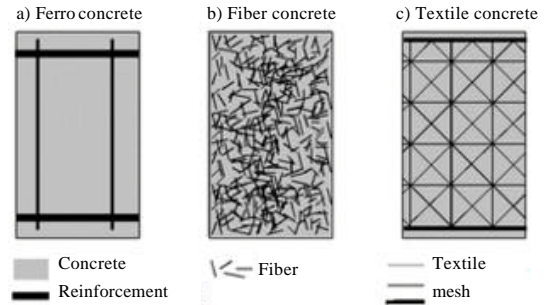 a) Ferro concrete b) Fiber concrete c) Textile concrete
Concrete
Reinforcement
Fiber
Textile
mesh